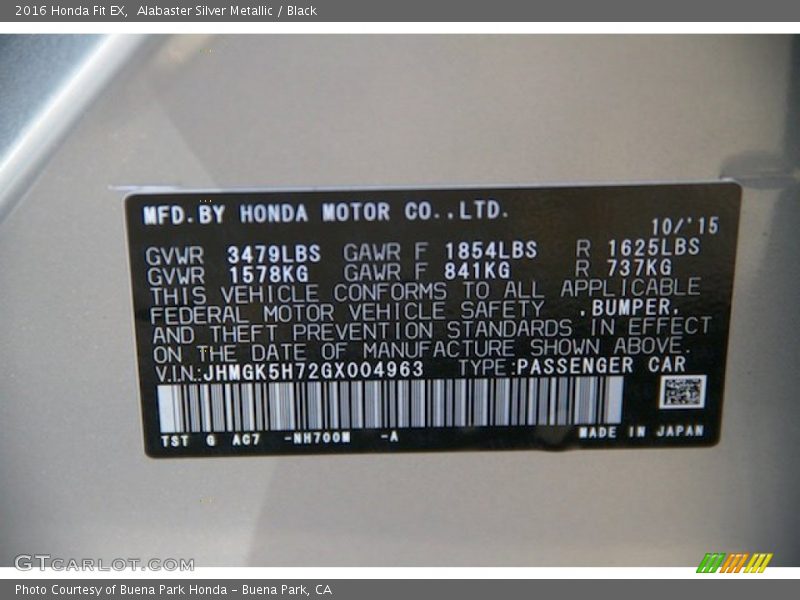 2016 Honda Fit EX,  Alabaster Silver Metallic / Black
MFD.BY HONDA MOTOR CO.,LTD.
10/'15
GVWR 3479LBS GAWR F 1854LBS R 1625LBS
GVWR 1578KG GAWR F 841KG R 737KG
THIS VEHICLE CONFORMS TO ALL APPLICABLE
FEDERAL MOTOR VEHICLE SAFETY ,BUMPER,
AND THEFT PREVENTION STANDARDS IN EFFECT
ON THE DATE OF MANUFACTURE SHOWN ABOVE.
V.I.N.:JHMGK5H72GX004963 TYPE:PASSENGER CAR
TST G AC7 -NH700M -A MADE IN JAPAN
GTCARLOT.COM
Photo Courtesy of Buena Park Honda – Buena Park, CA